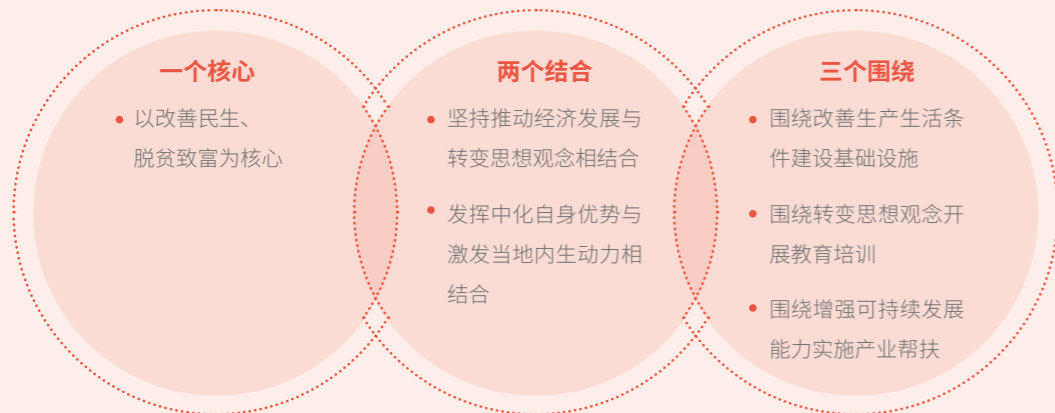 一个核心
以改善民生、
脱贫致富为核心
两个结合
坚持推动经济发展与
转变思想观念相结合
发挥中化自身优势与
激发当地内生动力相
结合
三个围绕
围绕改善生产生活条
件建设基础设施
围绕转变思想观念开
展教育培训
围绕增强可持续发展
能力实施产业帮扶